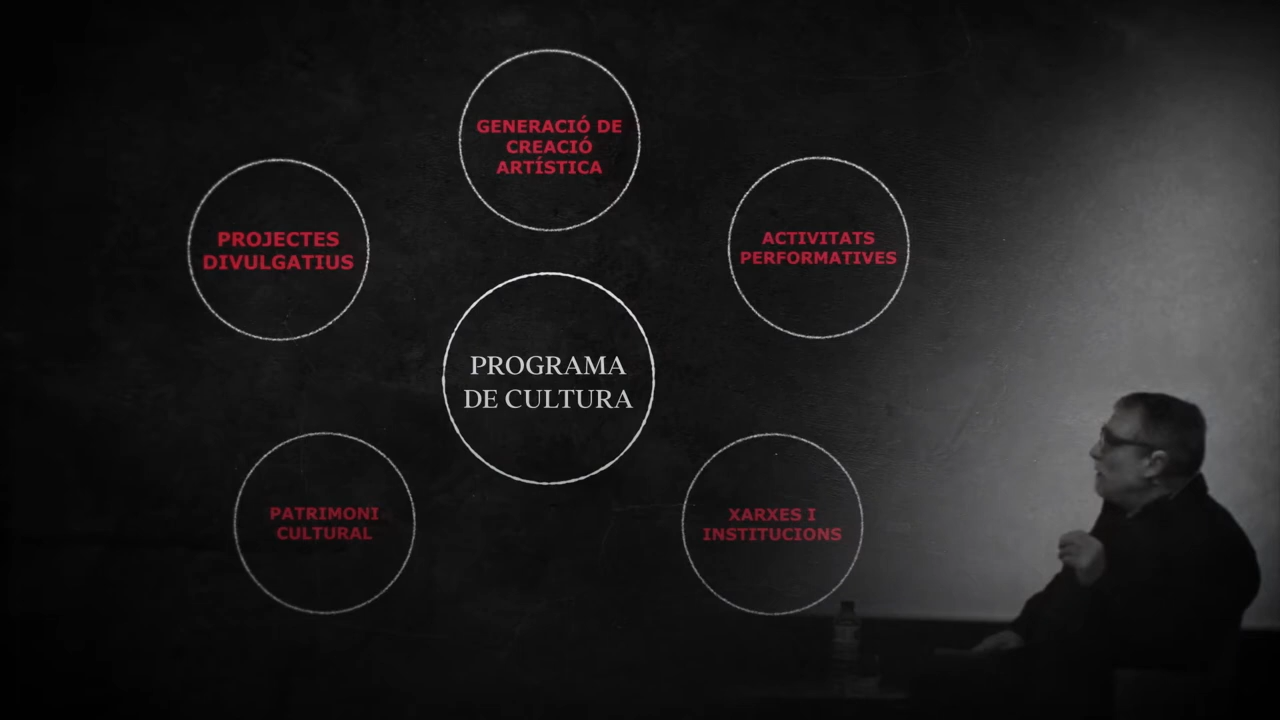 GENERACIÓ DE
CREACIÓ
ARTÍSTICA
PROJECTES
DIVULGATIUS
ACTIVITATS
PERFORMATIVES
PROGRAMA
DE CULTURA
PATRIMONI
CULTURAL
XARXES I
INSTITUCIONS